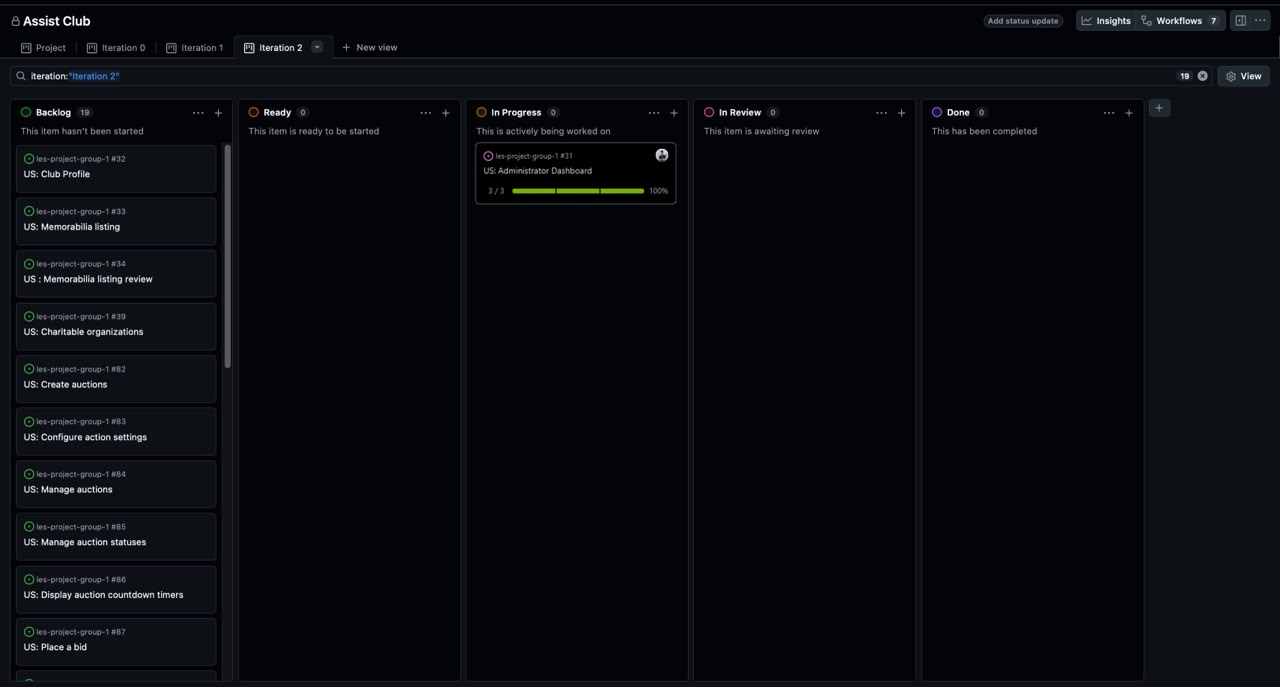 Assist Club
Add status update
Insights
Workflows 7
Project
Iteration 0
Iteration 1
Iteration 2
New view
iteration:"Iteration 2"
19
View
Backlog 19
This item hasn't been started
les-project-group-1 #32
US: Club Profile
les-project-group-1 #33
US: Memorabilia listing
les-project-group-1 #34
US : Memorabilia listing review
les-project-group-1 #39
US: Charitable organizations
les-project-group-1 #82
US: Create auctions
les-project-group-1 #83
US: Configure action settings
les-project-group-1 #84
US: Manage auctions
les-project-group-1 #85
US: Manage auction statuses
les-project-group-1 #86
US: Display auction countdown timers
les-project-group-1 #87
US: Place a bid
Ready 0
This item is ready to be started
In Progress 0
This is actively being worked on
les-project-group-1 #31
US: Administrator Dashboard
3 / 3
100%
In Review 0
This item is awaiting review
Done 0
This has been completed